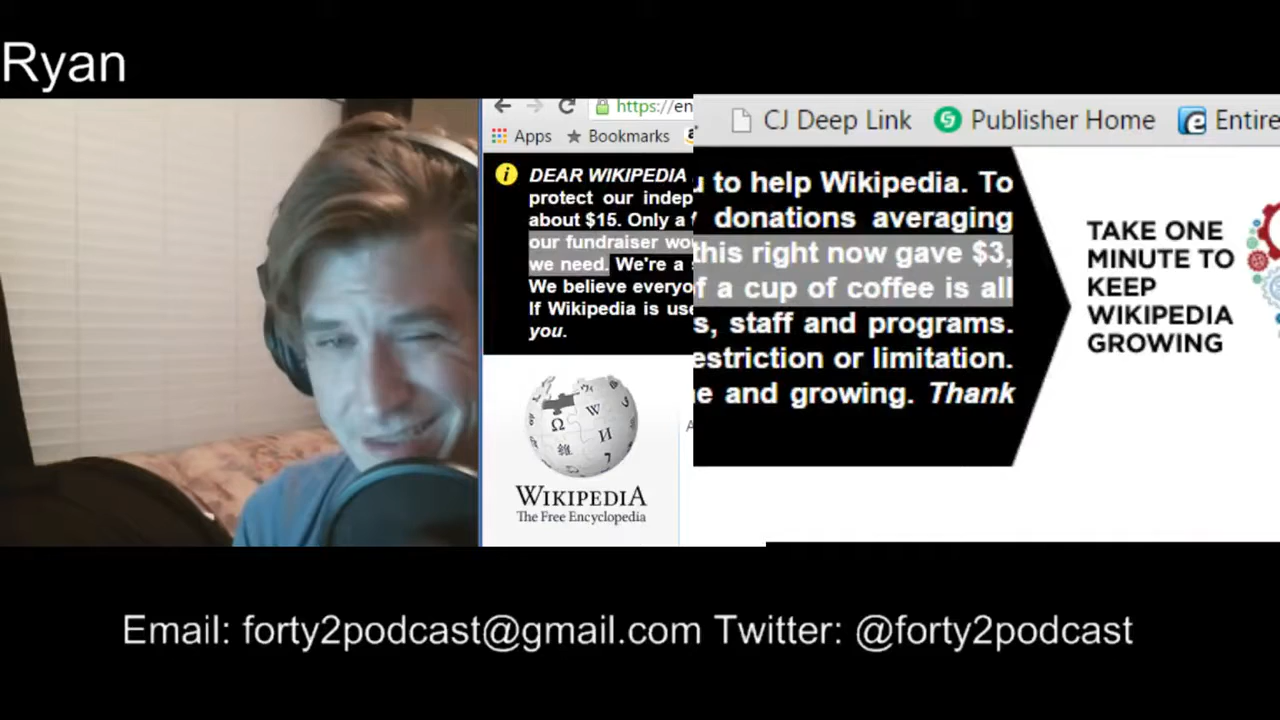 Ryan
https://en
Apps Bookmarks
DEAR WIKIPEDIA
protect our indep
about $15. Only a
our fundraiser wo
we need. We're a
We believe everyo
If Wikipedia is use
you.
Ω W И
WIKIPEDIA
The Free Encyclopedia
CJ Deep Link Publisher Home Entire
u to help Wikipedia. To
donations averaging
this right now gave $3,
f a cup of coffee is all
s, staff and programs.
estriction or limitation.
e and growing. Thank
TAKE ONE
MINUTE TO
KEEP
WIKIPEDIA
GROWING
Email: forty2podcast@gmail.com Twitter: @forty2podcast